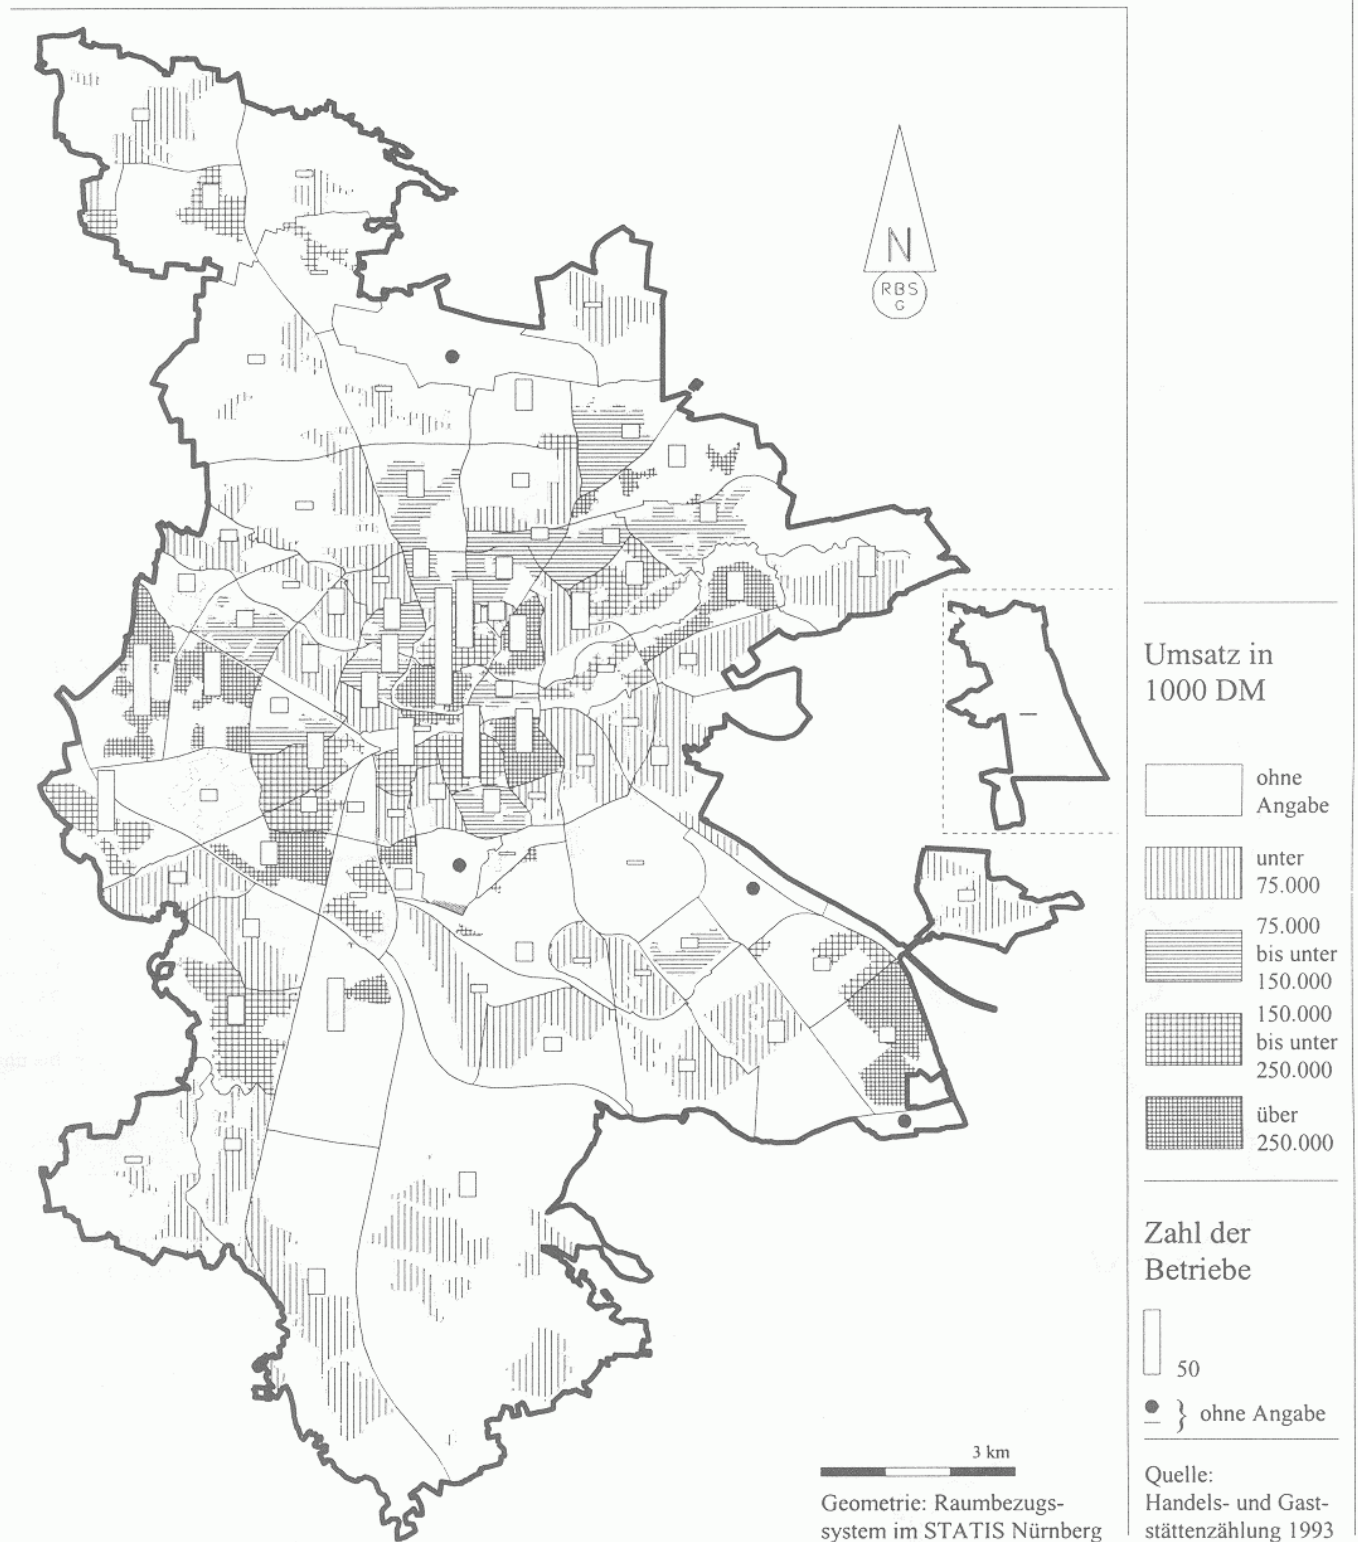 N
RBS
G
Umsatz in
1000 DM
ohne
Angabe
unter
75.000
75.000
bis unter
150.000
150.000
bis unter
250.000
über
250.000
Zahl der
Betriebe
50
} ohne Angabe
3 km
Geometrie: Raumbezugs-
system im STATIS Nürnberg
Quelle:
Handels- und Gast-
stättenzählung 1993